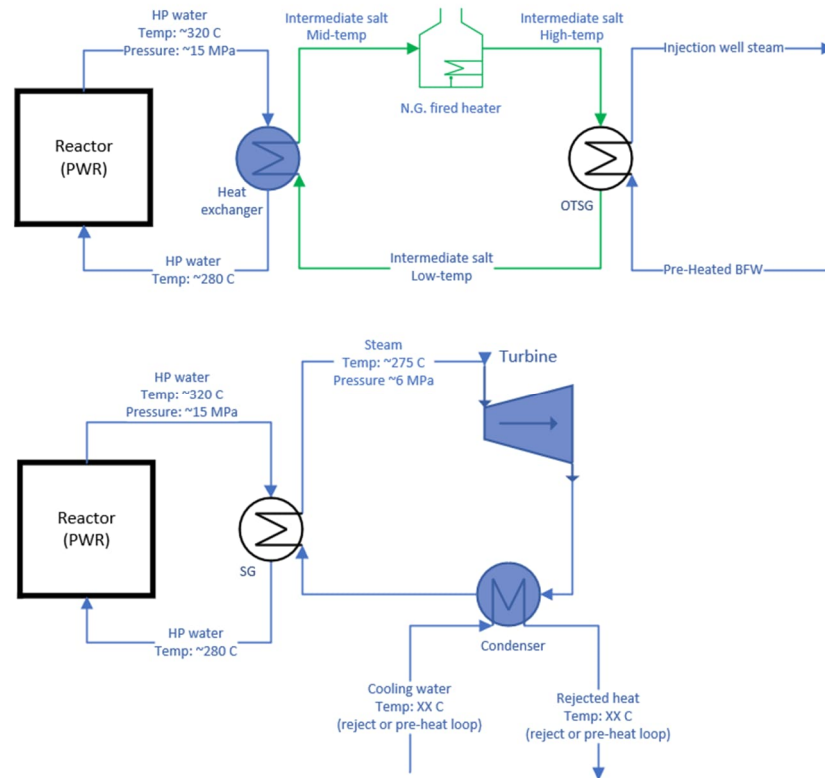 HP water
Temp: ~320 C
Pressure: ~15 MPa
Intermediate salt
Mid-temp
Intermediate salt
High-temp
Injection well steam
N.G. fired heater
Reactor
(PWR)
Heat
exchanger
OTSG
HP water
Temp: ~280 C
Intermediate salt
Low-temp
Pre-Heated BFW
Steam
Temp: ~275 C
Pressure ~6 MPa
Turbine
HP water
Temp: ~320 C
Pressure: ~15 MPa
Reactor
(PWR)
SG
HP water
Temp: ~280 C
Condenser
Cooling water
Temp: XX C
(reject or pre-heat loop)
Rejected heat
Temp: XX C
(reject or pre-heat loop)